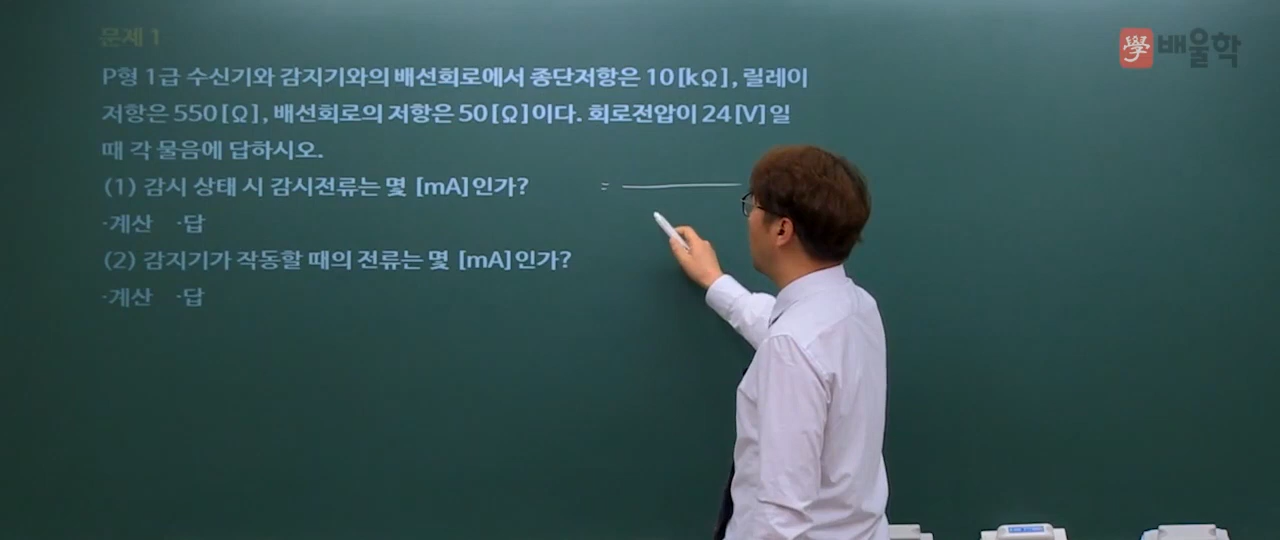 문제 1
學 배울학
P형 1급 수신기와 감지기와의 배선회로에서 종단저항은 10[kΩ], 릴레이
저항은 550[Ω], 배선회로의 저항은 50[Ω]이다. 회로전압이 24[V]일
때 각 물음에 답하시오.
(1) 감시 상태 시 감시전류는 몇 [mA]인가?
=
·계산 ·답
(2) 감지기가 작동할 때의 전류는 몇 [mA]인가?
·계산 ·답